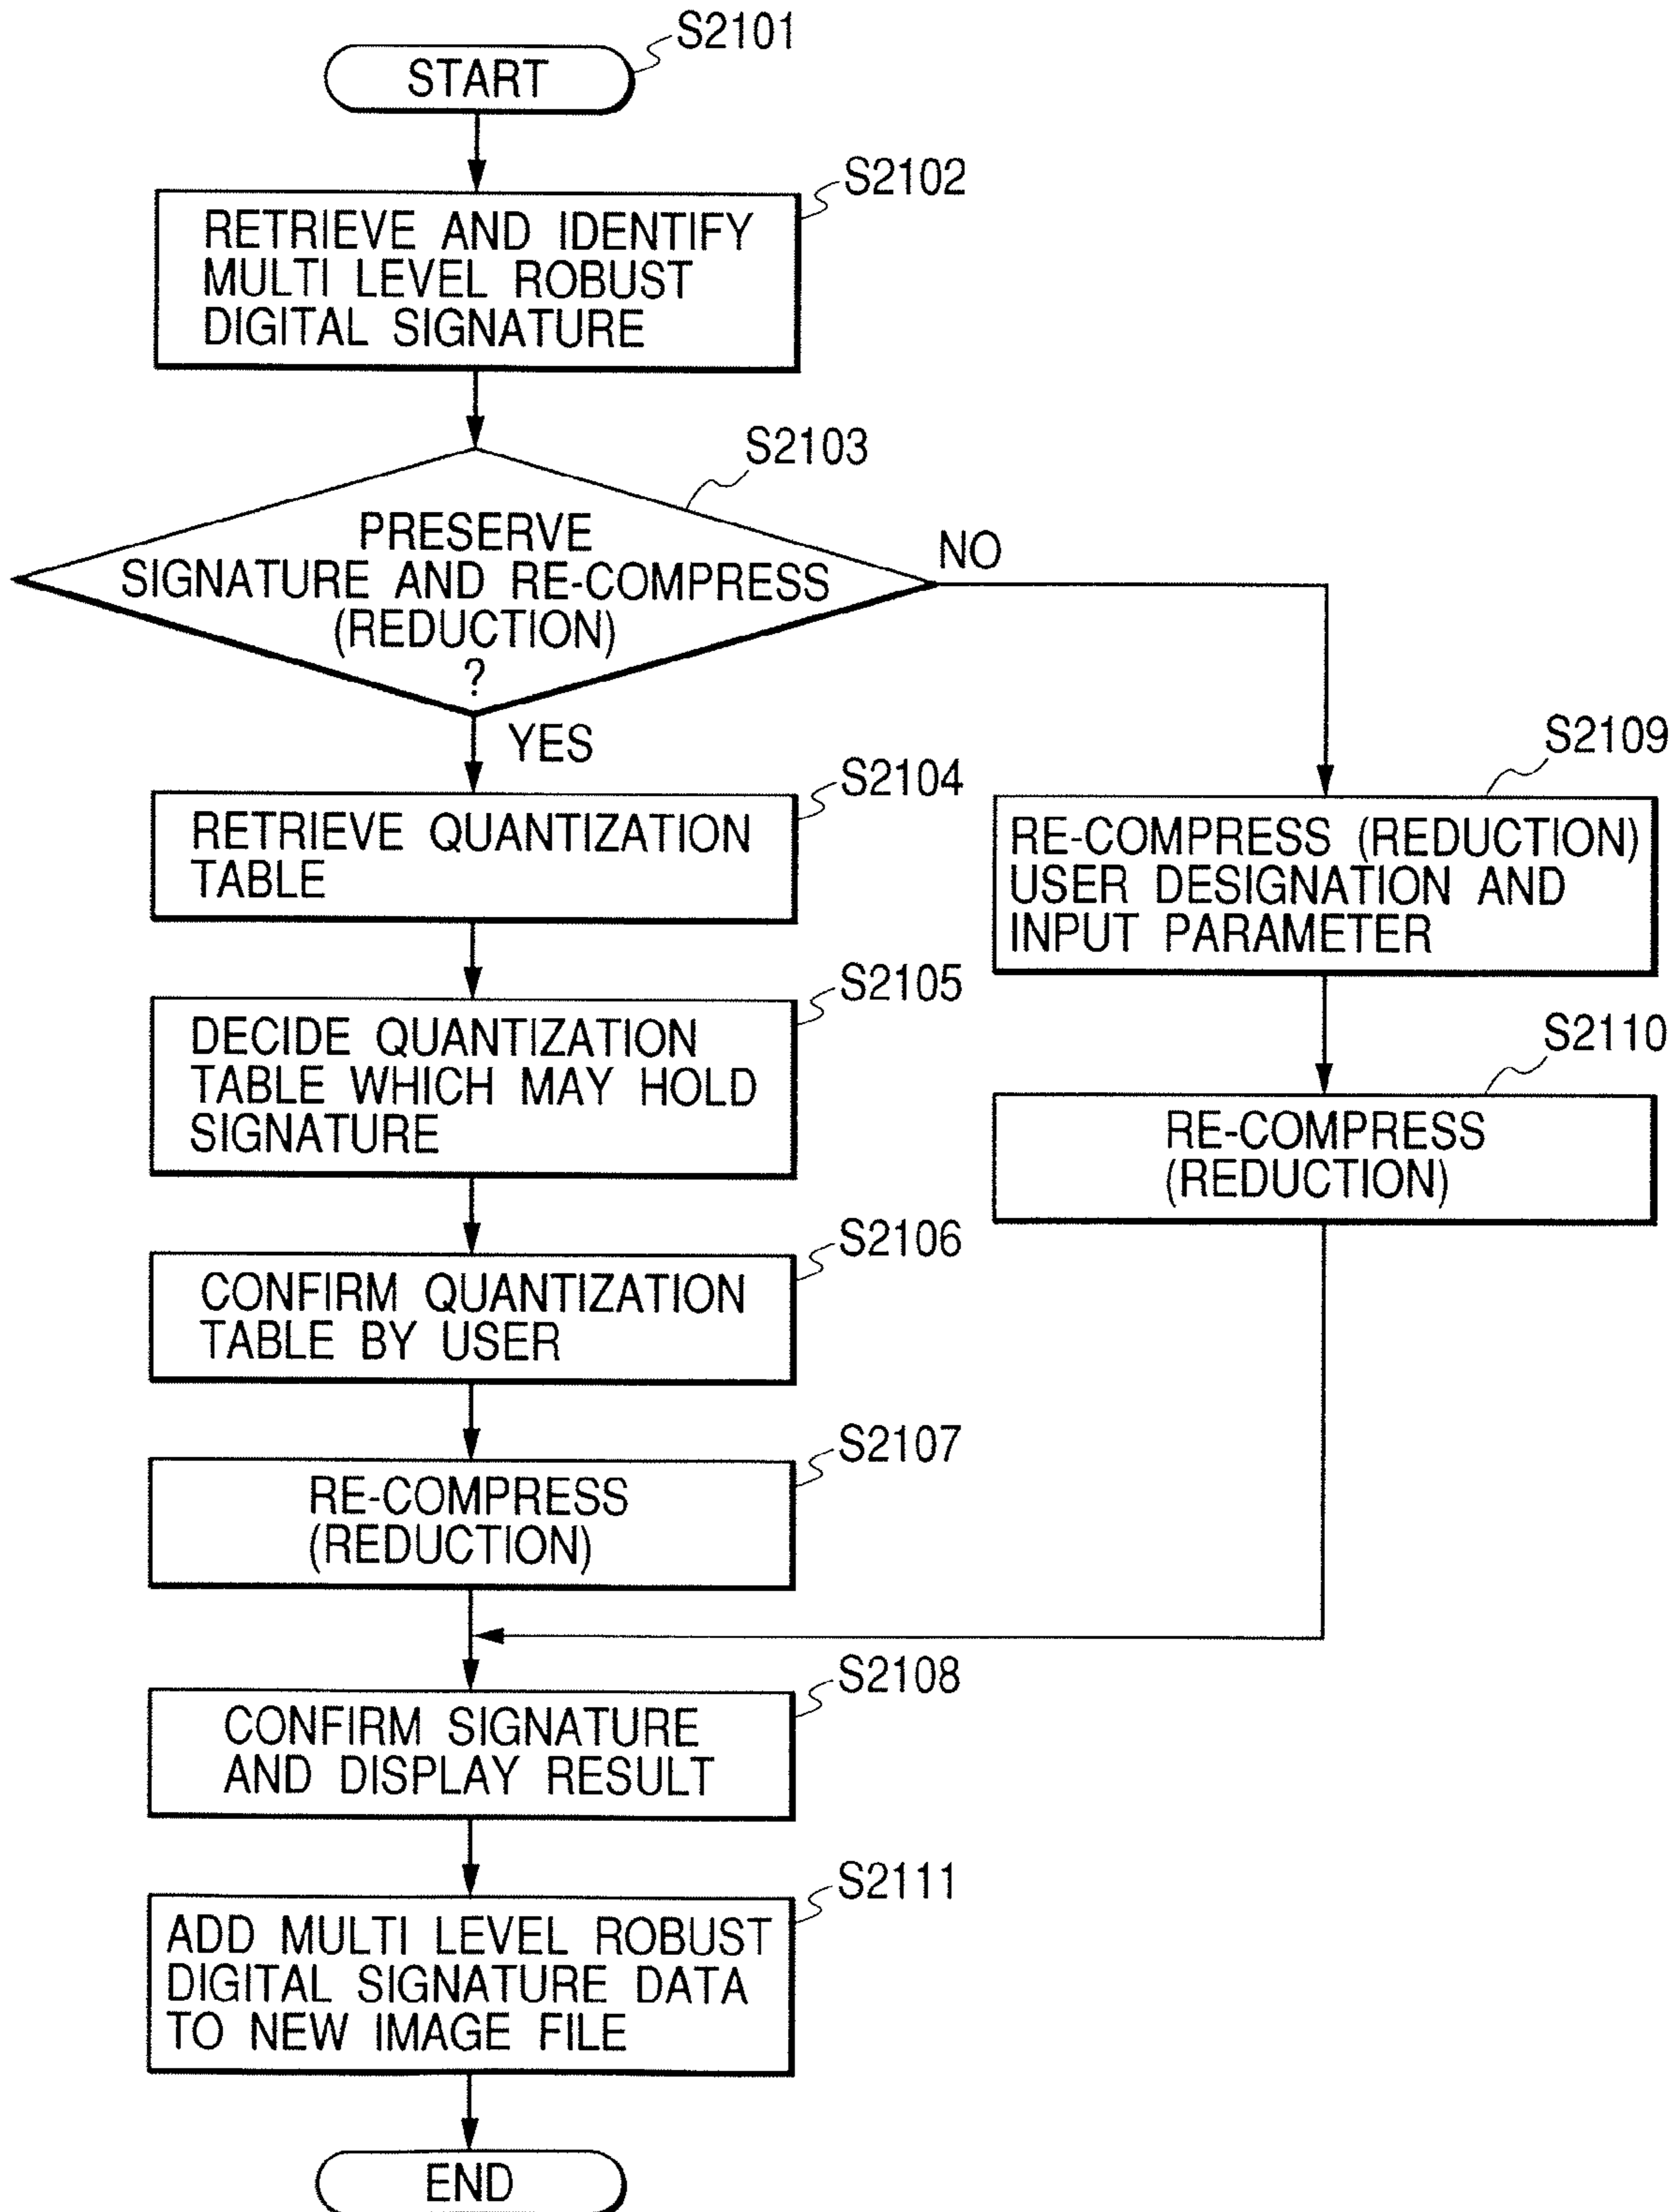 S2101
START
S2102
RETRIEVE AND IDENTIFY
MULTI LEVEL ROBUST
DIGITAL SIGNATURE
S2103
PRESERVE
SIGNATURE AND RE-COMPRESS
(REDUCTION)
?
NO
YES
S2104
RETRIEVE QUANTIZATION
TABLE
S2105
DECIDE QUANTIZATION
TABLE WHICH MAY HOLD
SIGNATURE
S2106
CONFIRM QUANTIZATION
TABLE BY USER
S2107
RE-COMPRESS
(REDUCTION)
S2109
RE-COMPRESS (REDUCTION)
USER DESIGNATION AND
INPUT PARAMETER
S2110
RE-COMPRESS
(REDUCTION)
S2108
CONFIRM SIGNATURE
AND DISPLAY RESULT
S2111
ADD MULTI LEVEL ROBUST
DIGITAL SIGNATURE DATA
TO NEW IMAGE FILE
END